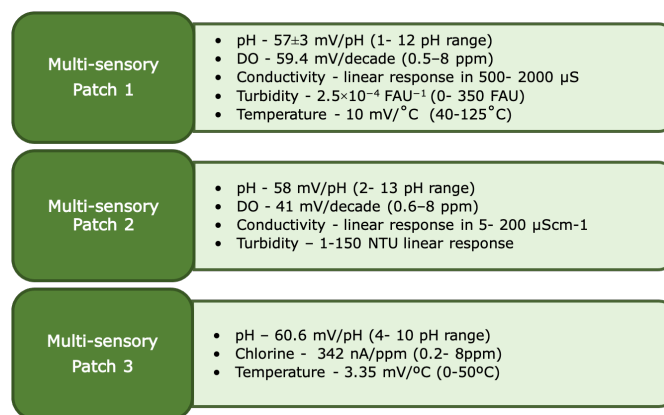 Multi-sensory
Patch 1
• pH - 57±3 mV/pH (1- 12 pH range)
• DO - 59.4 mV/decade (0.5–8 ppm)
• Conductivity - linear response in 500- 2000 µS
• Turbidity - 2.5×10⁻⁴ FAU⁻¹ (0- 350 FAU)
• Temperature - 10 mV/˚C (40-125˚C)
Multi-sensory
Patch 2
• pH - 58 mV/pH (2- 13 pH range)
• DO - 41 mV/decade (0.6–8 ppm)
• Conductivity - linear response in 5- 200 µScm-1
• Turbidity – 1-150 NTU linear response
Multi-sensory
Patch 3
• pH – 60.6 mV/pH (4- 10 pH range)
• Chlorine - 342 nA/ppm (0.2- 8ppm)
• Temperature - 3.35 mV/ºC (0-50ºC)